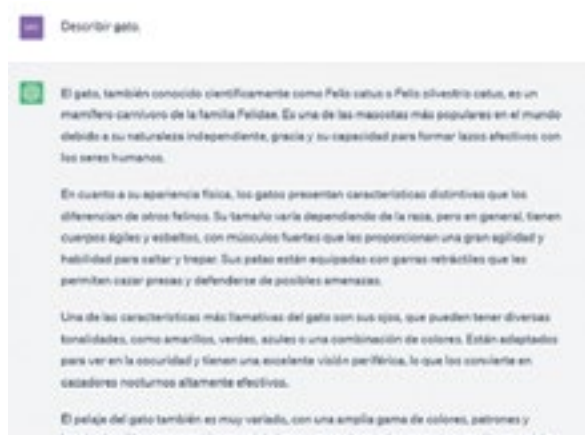 Describir gato.
El gato, también conocido científicamente como Felis catus o Felis silvestris catus, es un
mamífero carnívoro de la familia Felidae. Es una de las mascotas más populares en el mundo
debido a su naturaleza independiente, gracia y su capacidad para formar lazos afectivos con
los seres humanos.
En cuanto a su apariencia física, los gatos presentan características distintivas que los
diferencian de otros felinos. Su tamaño varía dependiendo de la raza, pero en general, tienen
cuerpos ágiles y esbeltos, con músculos fuertes que les proporcionan una gran agilidad y
habilidad para saltar y trepar. Sus patas están equipadas con garras retráctiles que les
permiten cazar presas y defenderse de posibles amenazas.
Una de las características más llamativas del gato son sus ojos, que pueden tener diversas
tonalidades, como amarillos, verdes, azules o una combinación de colores. Están adaptados
para ver en la oscuridad y tienen una excelente visión periférica, lo que los convierte en
cazadores nocturnos altamente efectivos.
El pelaje del gato también es muy variado, con una amplia gama de colores, patrones y